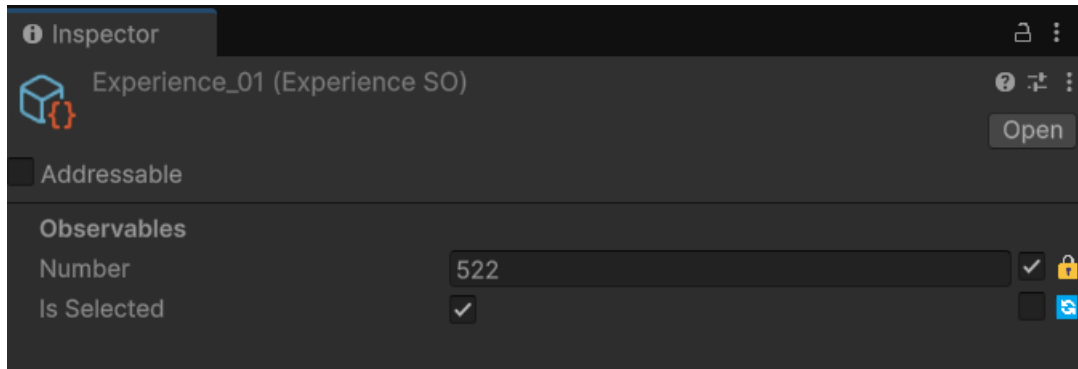 Inspector
Experience_01 (Experience SO)
Open
Addressable
Observables
Number 522
Is Selected